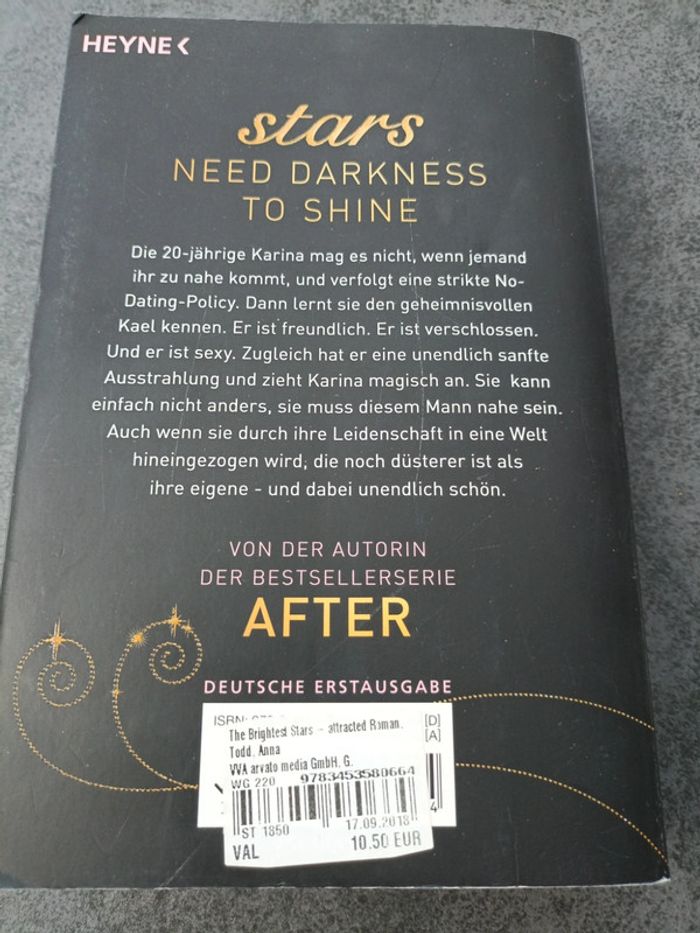 HEYNE <
stars
NEED DARKNESS
TO SHINE
Die 20-jährige Karina mag es nicht, wenn jemand
ihr zu nahe kommt, und verfolgt eine strikte No-
Dating-Policy. Dann lernt sie den geheimnisvollen
Kael kennen. Er ist freundlich. Er ist verschlossen.
Und er ist sexy. Zugleich hat er eine unendlich sanfte
Ausstrahlung und zieht Karina magisch an. Sie kann
einfach nicht anders, sie muss diesem Mann nahe sein.
Auch wenn sie durch ihre Leidenschaft in eine Welt
hineingezogen wird, die noch düsterer ist als
ihre eigene - und dabei unendlich schön.
VON DER AUTORIN
DER BESTSELLERSERIE
AFTER
DEUTSCHE ERSTAUSGABE
ISRN: [D]
The Brightest Stars - attracted Roman.
[A]
Todd, Anna
VVA arvato media GmbH. G.
WG 220 9783453580664
4
ST 1850 17.09.2018
VAL 10.50 EUR